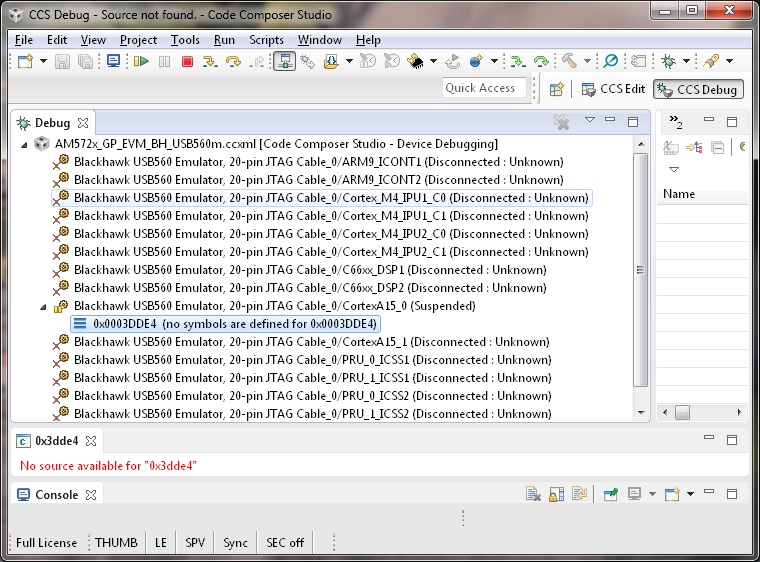 CCS Debug - Source not found. - Code Composer Studio
File Edit View Project Tools Run Scripts Window Help
Quick Access CCS Edit CCS Debug
Debug
AM572x_GP_EVM_BH_USB560m.ccxml [Code Composer Studio - Device Debugging]
Blackhawk USB560 Emulator, 20-pin JTAG Cable_0/ARM9_ICONT1 (Disconnected : Unknown)
Blackhawk USB560 Emulator, 20-pin JTAG Cable_0/ARM9_ICONT2 (Disconnected : Unknown)
Blackhawk USB560 Emulator, 20-pin JTAG Cable_0/Cortex_M4_IPU1_C0 (Disconnected : Unknown)
Blackhawk USB560 Emulator, 20-pin JTAG Cable_0/Cortex_M4_IPU1_C1 (Disconnected : Unknown)
Blackhawk USB560 Emulator, 20-pin JTAG Cable_0/Cortex_M4_IPU2_C0 (Disconnected : Unknown)
Blackhawk USB560 Emulator, 20-pin JTAG Cable_0/Cortex_M4_IPU2_C1 (Disconnected : Unknown)
Blackhawk USB560 Emulator, 20-pin JTAG Cable_0/C66xx_DSP1 (Disconnected : Unknown)
Blackhawk USB560 Emulator, 20-pin JTAG Cable_0/C66xx_DSP2 (Disconnected : Unknown)
Blackhawk USB560 Emulator, 20-pin JTAG Cable_0/CortexA15_0 (Suspended)
0x0003DDE4 (no symbols are defined for 0x0003DDE4)
Blackhawk USB560 Emulator, 20-pin JTAG Cable_0/CortexA15_1 (Disconnected : Unknown)
Blackhawk USB560 Emulator, 20-pin JTAG Cable_0/PRU_0_ICSS1 (Disconnected : Unknown)
Blackhawk USB560 Emulator, 20-pin JTAG Cable_0/PRU_1_ICSS1 (Disconnected : Unknown)
Blackhawk USB560 Emulator, 20-pin JTAG Cable_0/PRU_0_ICSS2 (Disconnected : Unknown)
Blackhawk USB560 Emulator, 20-pin JTAG Cable_0/PRU_1_ICSS2 (Disconnected : Unknown)
»2
Name
0x3dde4
No source available for "0x3dde4"
Console
Full License THUMB LE SPV Sync SEC off